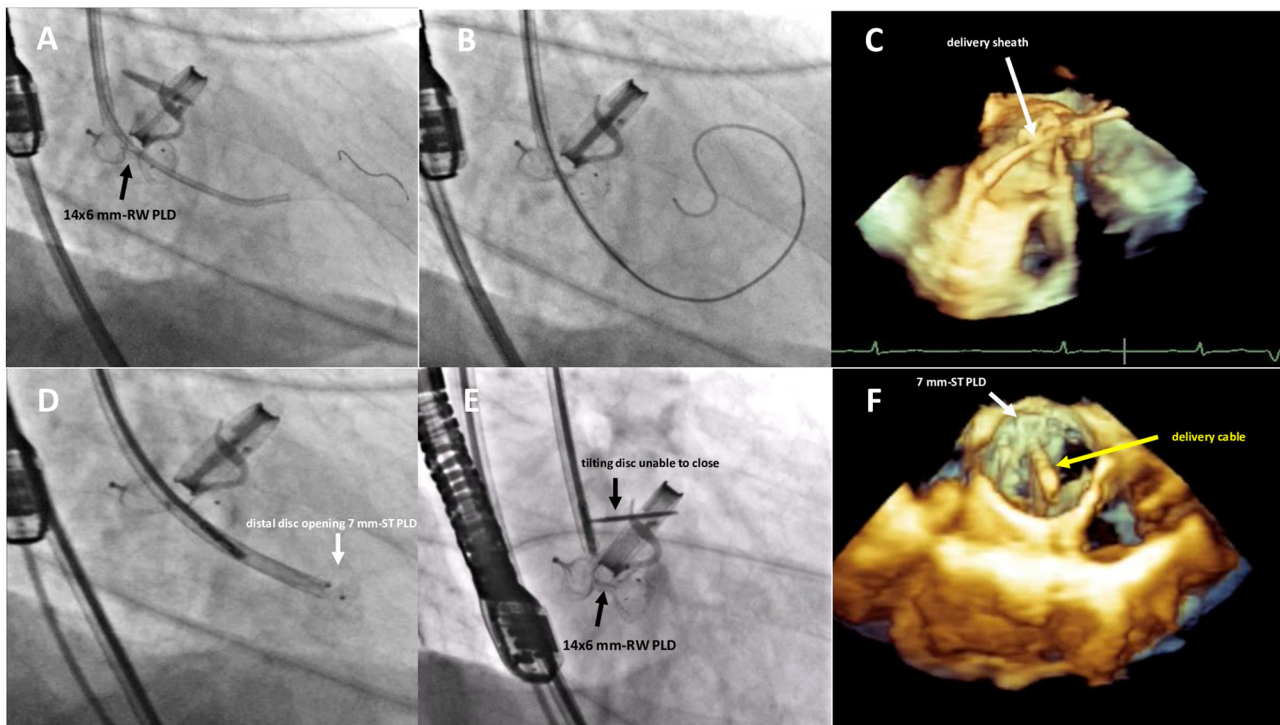 A
14x6 mm-RW PLD
B
C
delivery sheath
D
distal disc opening 7 mm-ST PLD
E
tilting disc unable to close
14x6 mm-RW PLD
F
7 mm-ST PLD
delivery cable